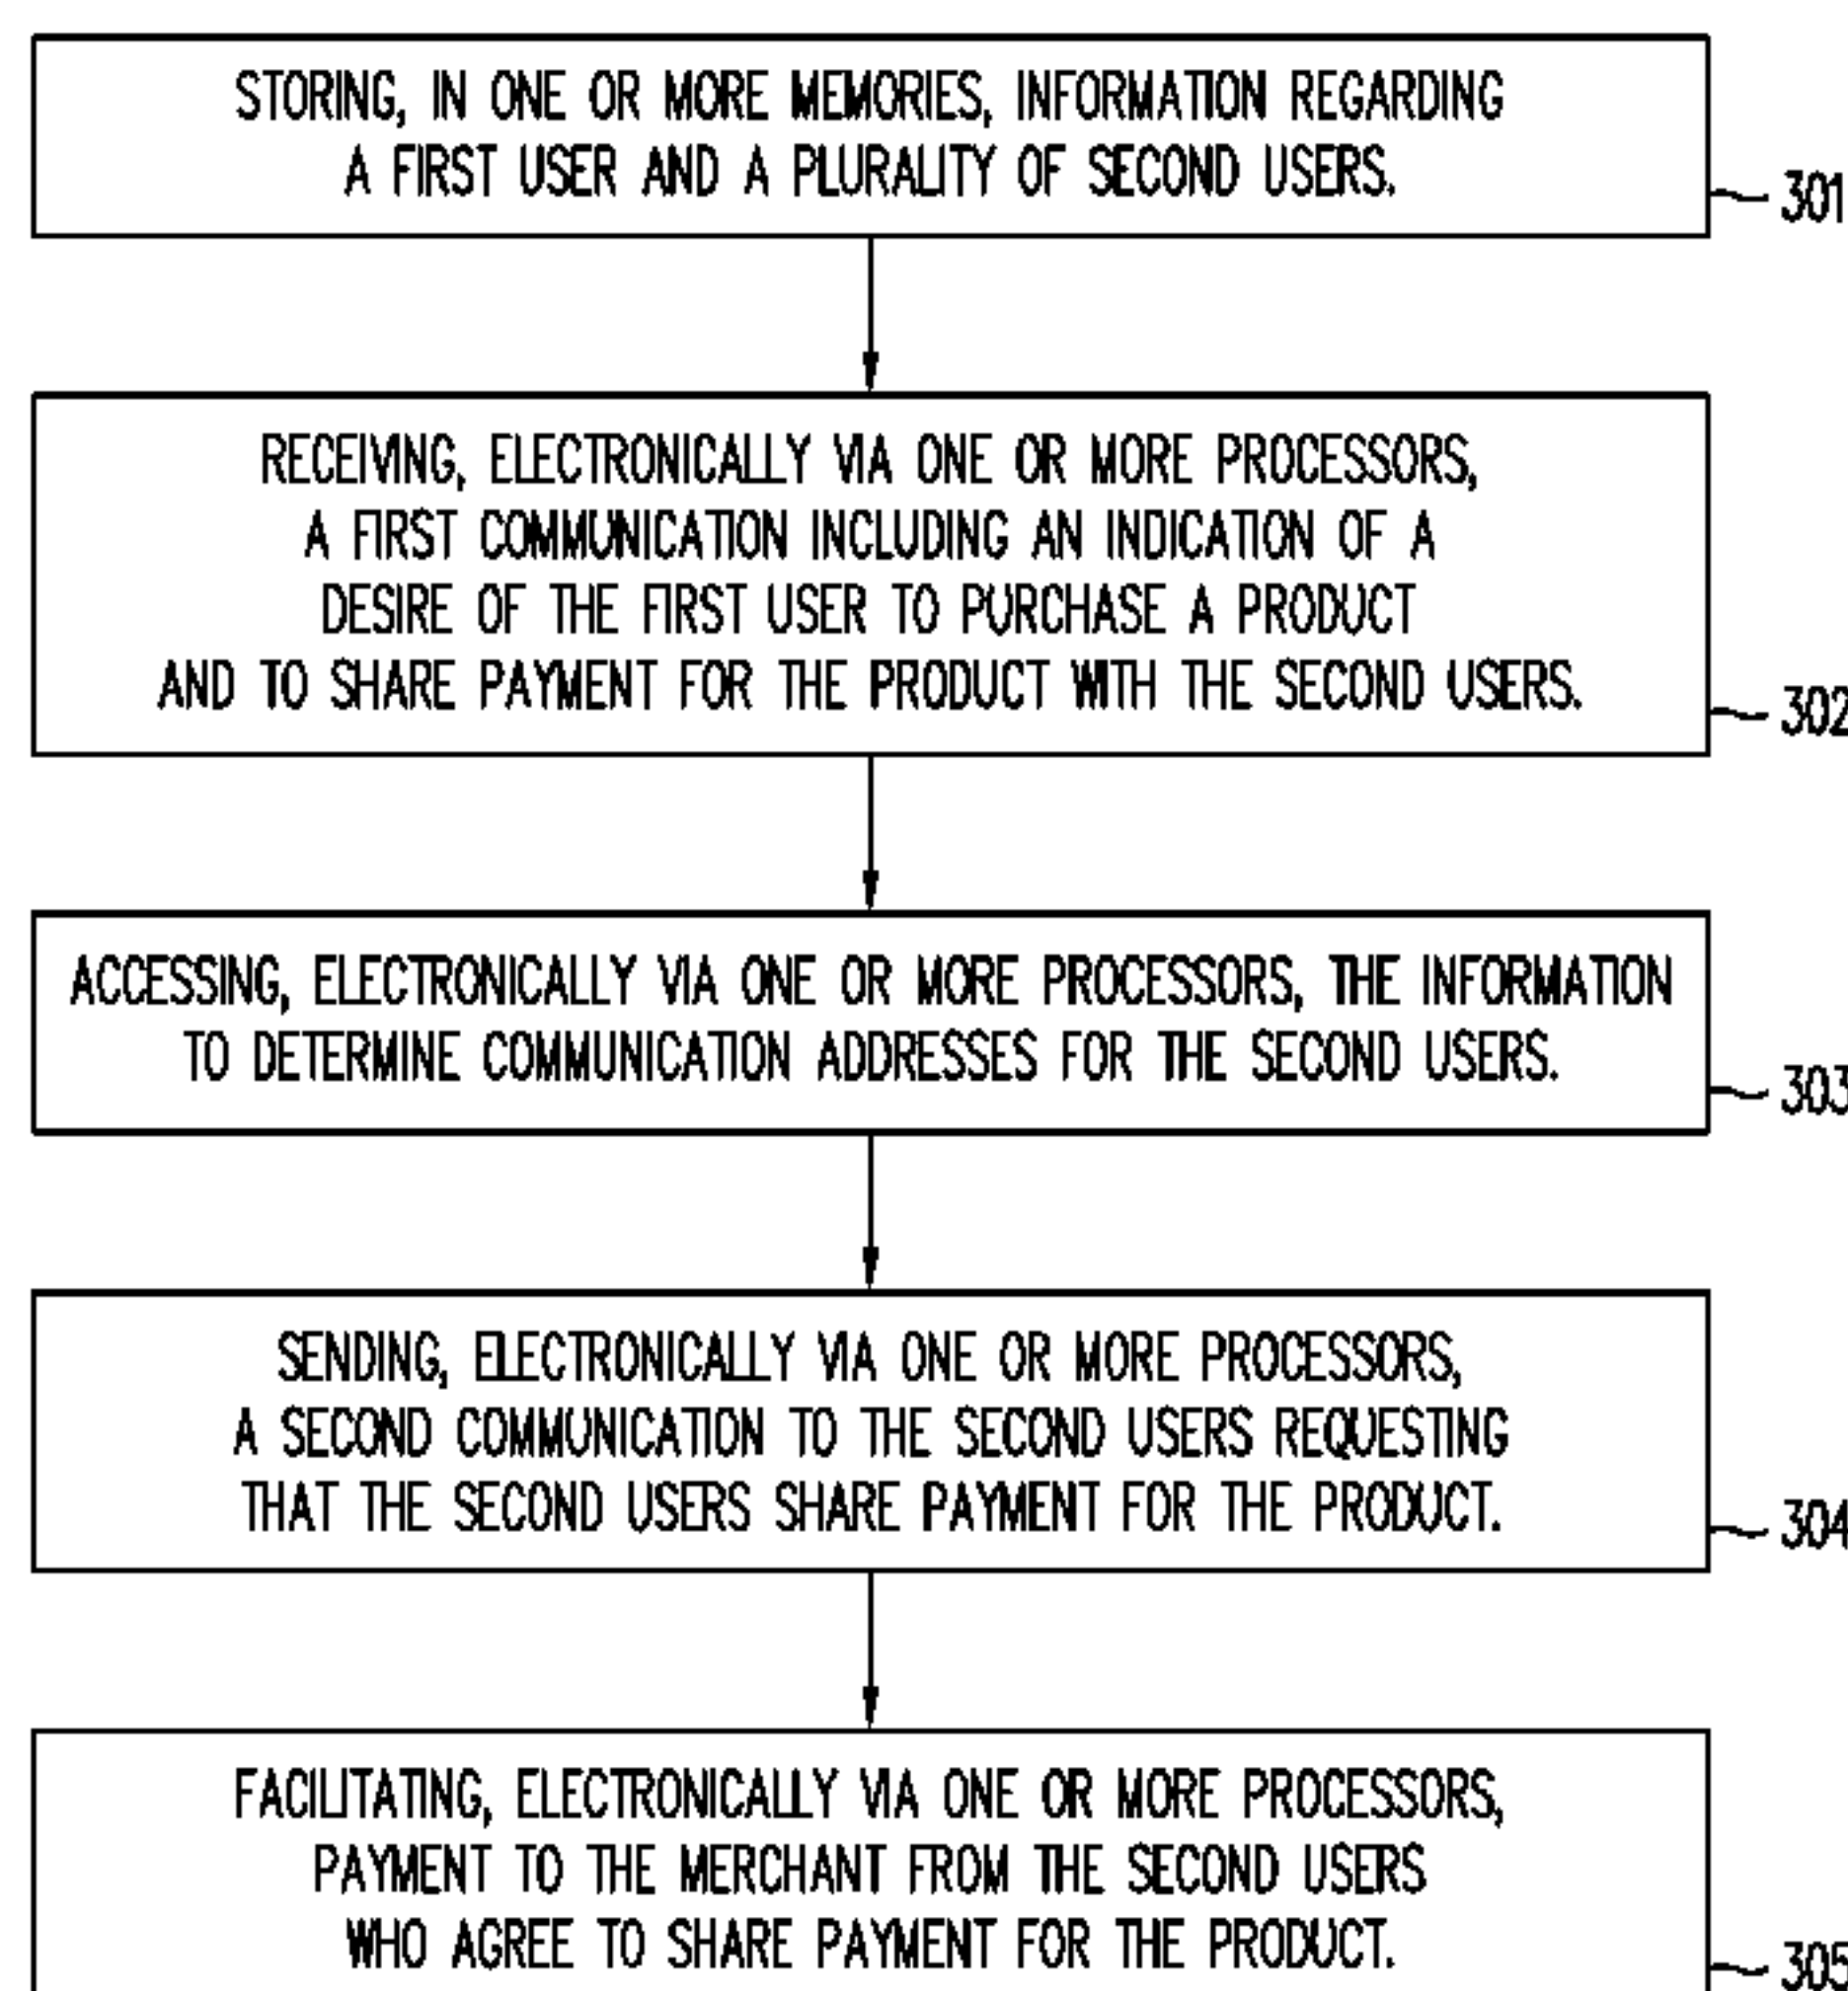 STORING, IN ONE OR MORE MEMORIES, INFORMATION REGARDING
A FIRST USER AND A PLURALITY OF SECOND USERS.
301
RECEIVING, ELECTRONICALLY VIA ONE OR MORE PROCESSORS,
A FIRST COMMUNICATION INCLUDING AN INDICATION OF A
DESIRE OF THE FIRST USER TO PURCHASE A PRODUCT
AND TO SHARE PAYMENT FOR THE PRODUCT WITH THE SECOND USERS.
302
ACCESSING, ELECTRONICALLY VIA ONE OR MORE PROCESSORS, THE INFORMATION
TO DETERMINE COMMUNICATION ADDRESSES FOR THE SECOND USERS.
303
SENDING, ELECTRONICALLY VIA ONE OR MORE PROCESSORS,
A SECOND COMMUNICATION TO THE SECOND USERS REQUESTING
THAT THE SECOND USERS SHARE PAYMENT FOR THE PRODUCT.
304
FACILITATING, ELECTRONICALLY VIA ONE OR MORE PROCESSORS,
PAYMENT TO THE MERCHANT FROM THE SECOND USERS
WHO AGREE TO SHARE PAYMENT FOR THE PRODUCT.
305